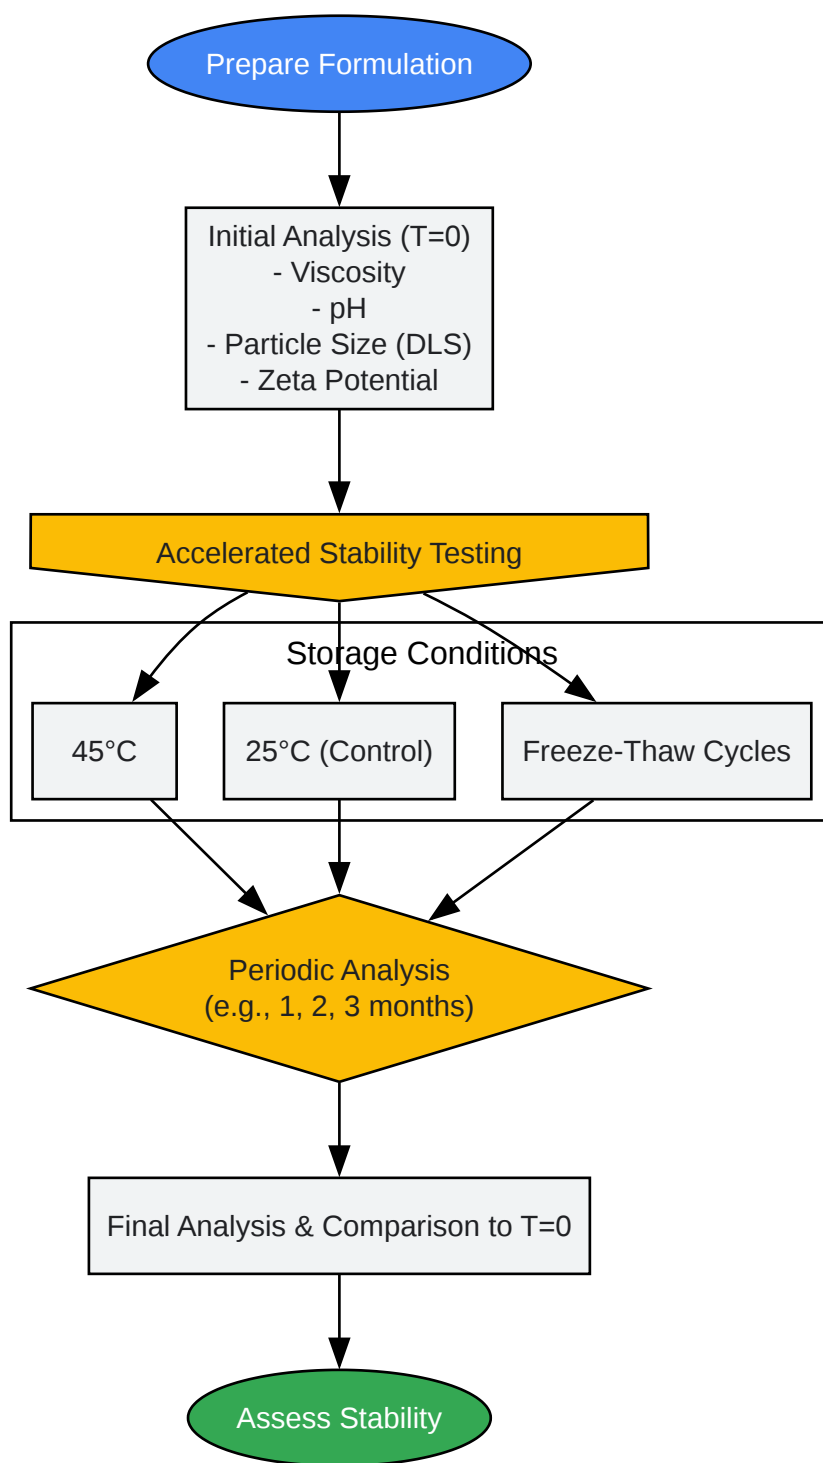 Prepare Formulation
Initial Analysis (T=0)
- Viscosity
- pH
- Particle Size (DLS)
- Zeta Potential
Accelerated Stability Testing
Storage Conditions
45°C
25°C (Control)
Freeze-Thaw Cycles
Periodic Analysis
(e.g., 1, 2, 3 months)
Final Analysis & Comparison to T=0
Assess Stability